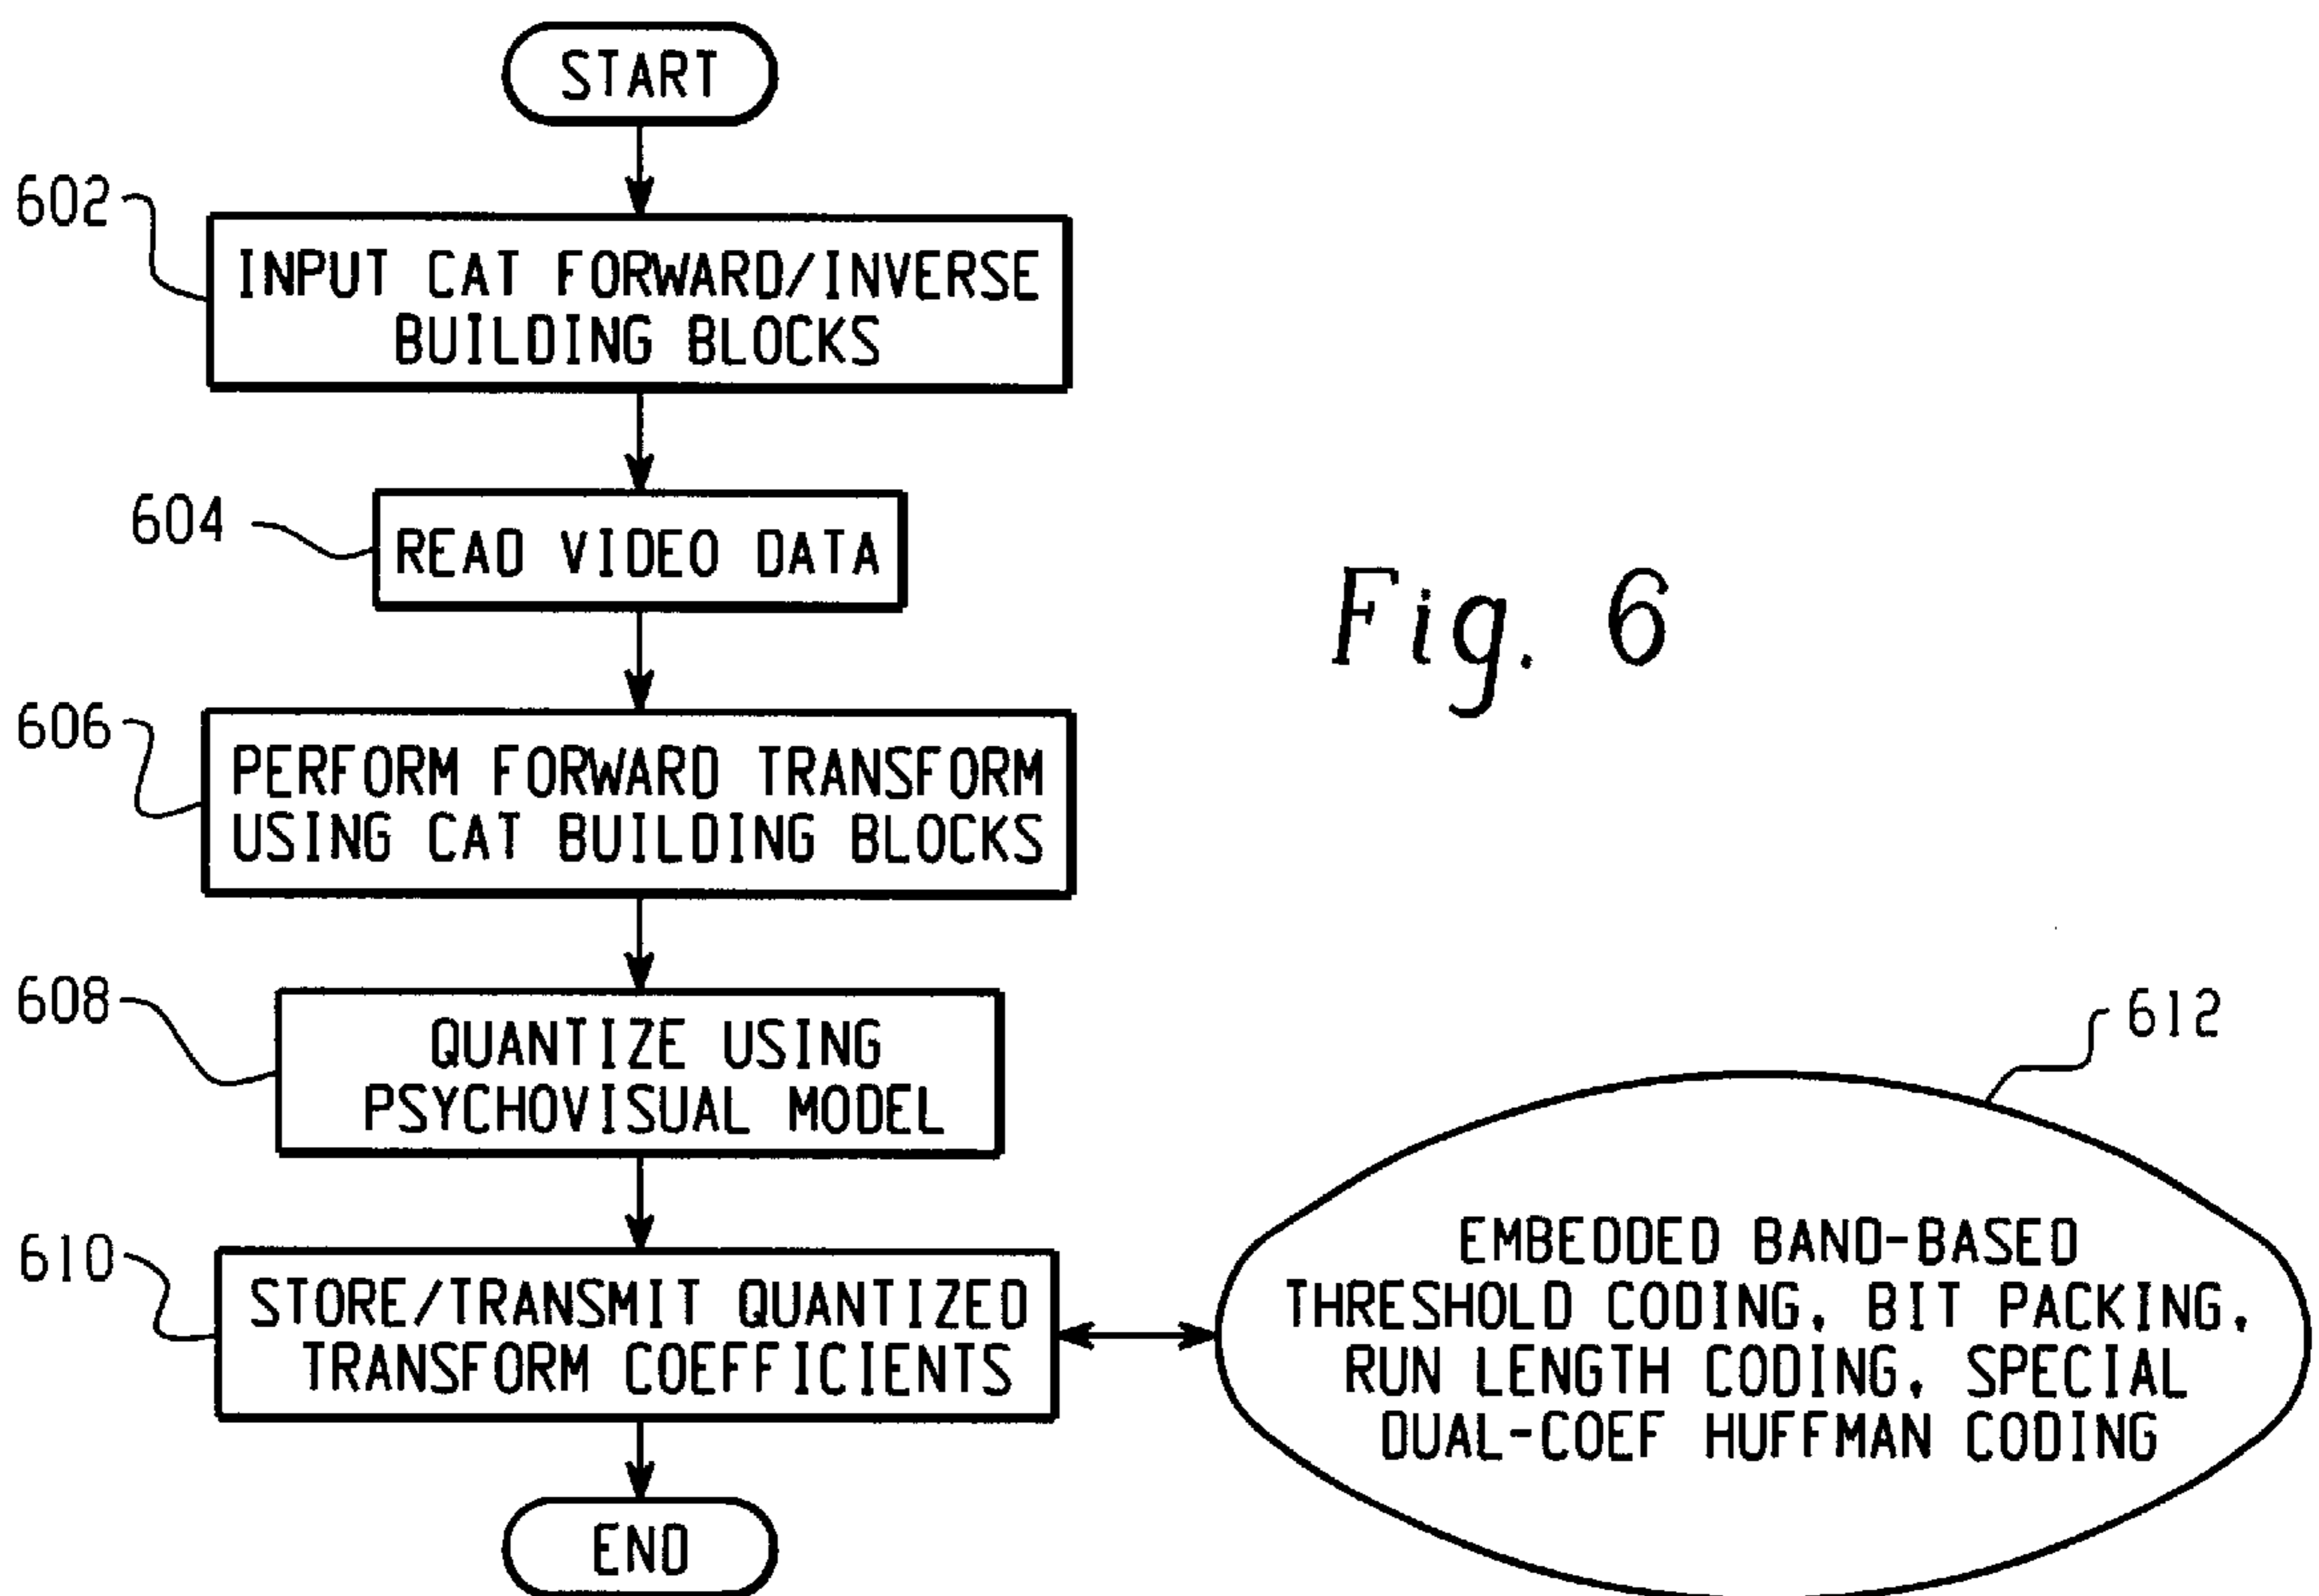 START
602
INPUT CAT FORWARD/INVERSE
BUILDING BLOCKS
604
READ VIDEO DATA
Fig. 6
606
PERFORM FORWARD TRANSFORM
USING CAT BUILDING BLOCKS
608
QUANTIZE USING
PSYCHOVISUAL MODEL
612
610
STORE/TRANSMIT QUANTIZED
TRANSFORM COEFFICIENTS
EMBEDDED BAND-BASED
THRESHOLD CODING, BIT PACKING,
RUN LENGTH CODING, SPECIAL
DUAL-COEF HUFFMAN CODING
END